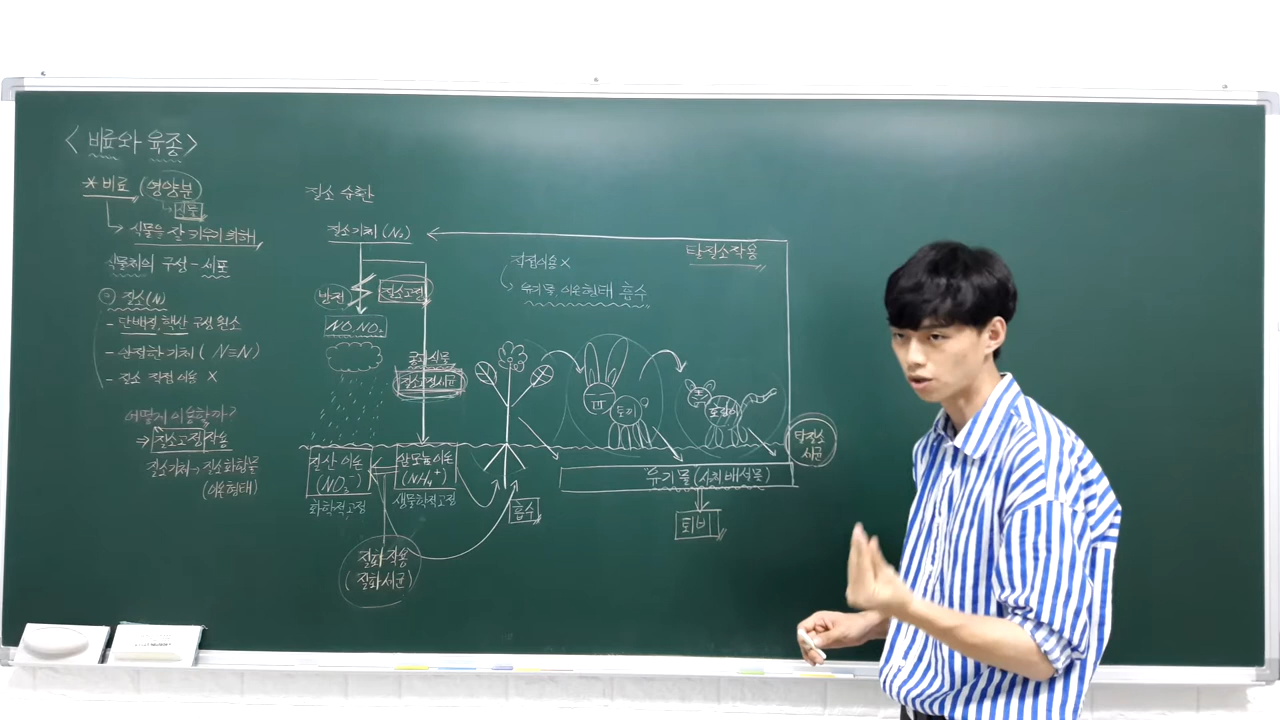 <비료와 육종>
*비료 (영양분)
식물
→ 식물을 잘 키우기 위해
식물체의 구성 - 세포
① 질소(N)
- 단백질, 핵산 구성 원소
- 안정한 기체 ( N≡N)
- 질소 직접 이용 X
어떻게 이용할까?
⇒ 질소고정작용
질소기체 → 질소화합물
(이온형태)
질소 순환
질소기체 (N₂)
탈질소작용
직접이용 X
→ 유기물, 이온형태 흡수
방전
질소고정
NO, NO₂
콩과식물
질소고정세균
토끼
호랑이
탈질소
세균
질산 이온
(NO₃⁻)
화학적고정
암모늄이온
(NH₄⁺)
생물학적고정
흡수
유기물(사체배설물)
퇴비
질화작용
(질화세균)